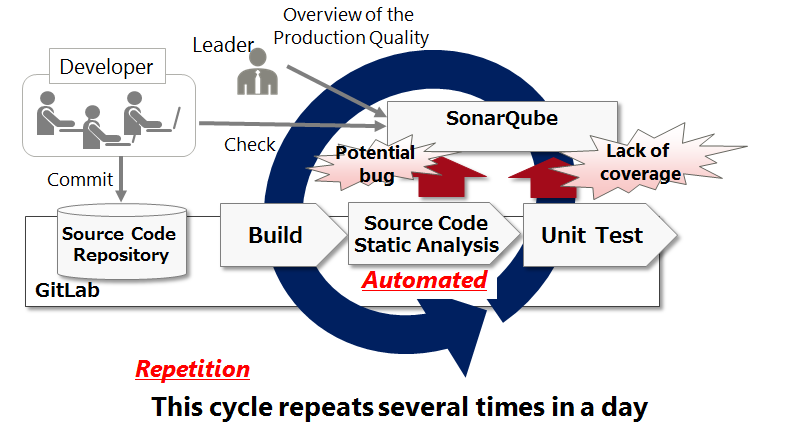 Overview of the
Production Quality
Leader
Developer
SonarQube
Check
Potential
bug
Lack of
coverage
Commit
Source Code
Repository
Build
Source Code
Static Analysis
Unit Test
Automated
GitLab
Repetition
This cycle repeats several times in a day